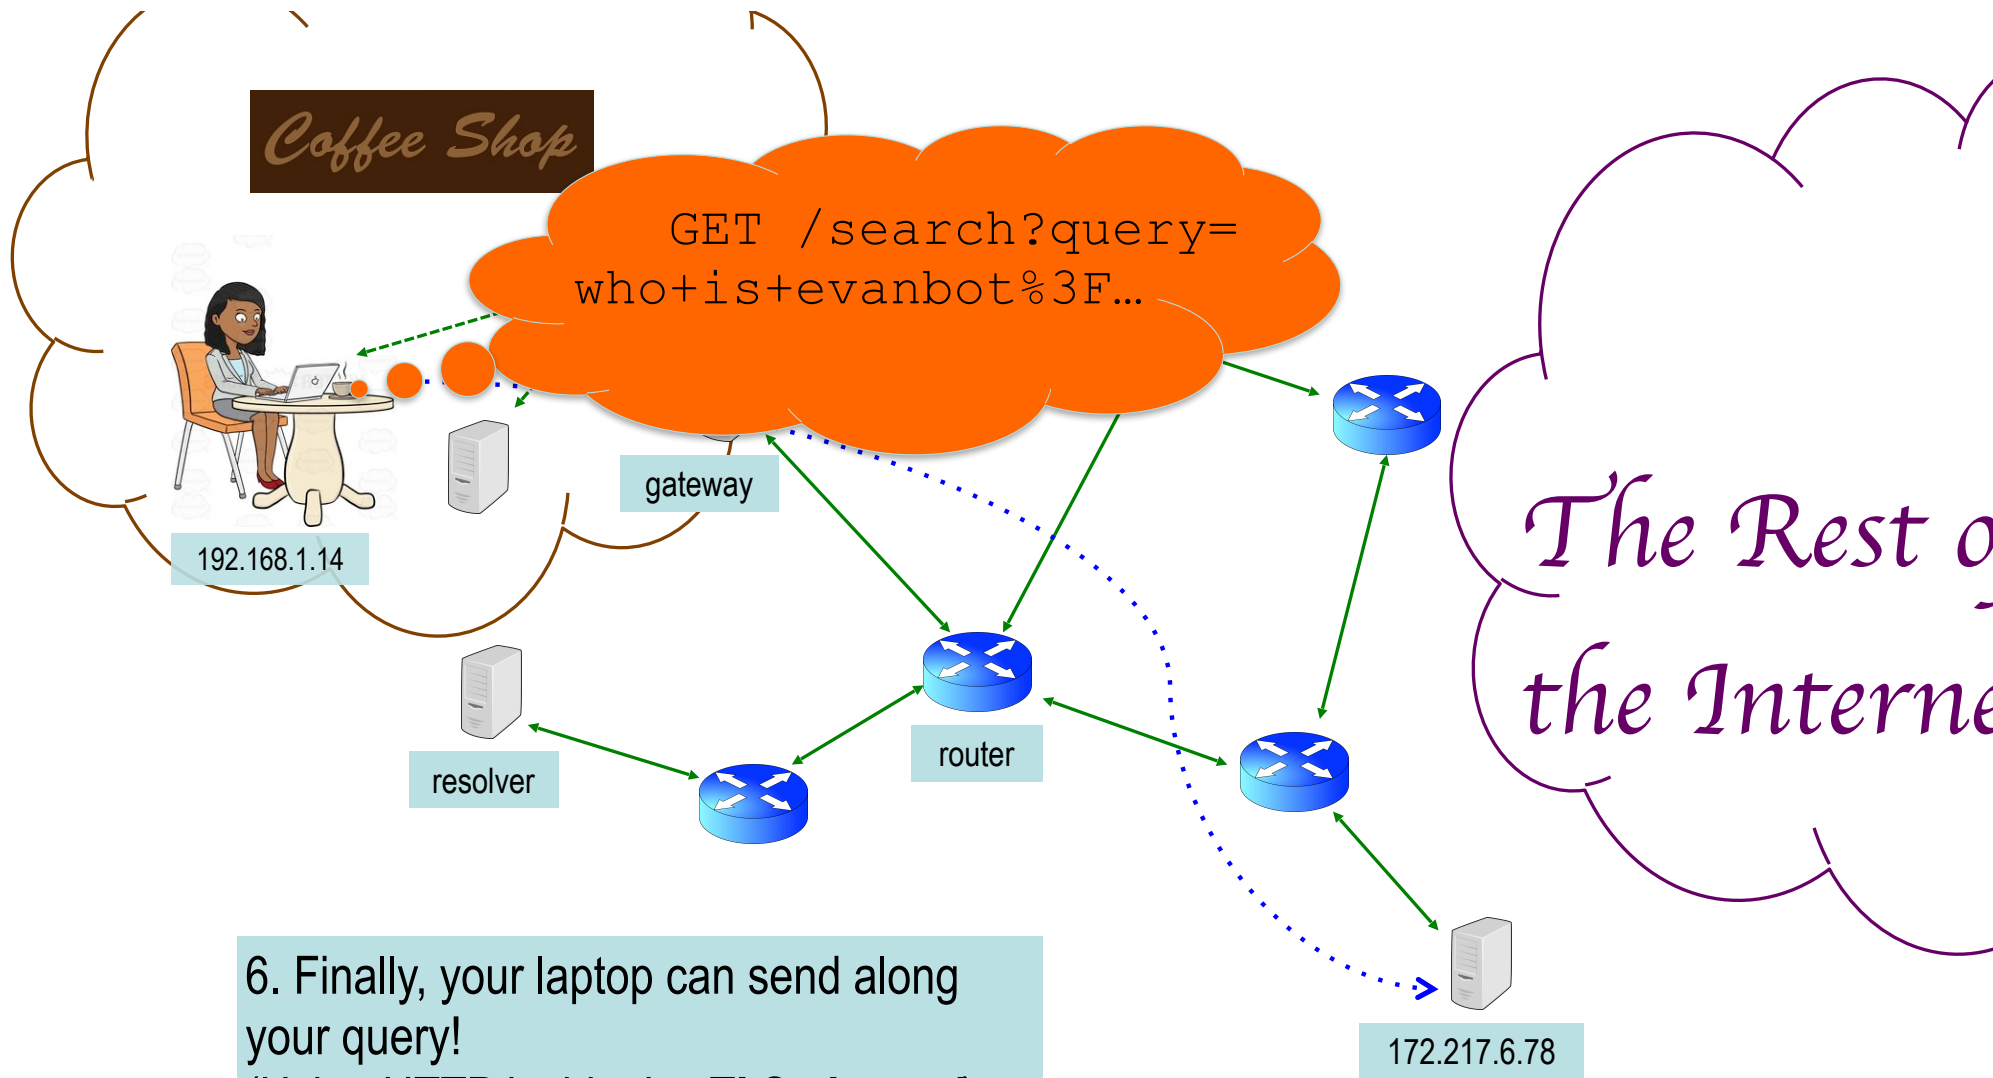 Coffee Shop
GET /search?query=
who+is+evanbot%3F…
gateway
192.168.1.14
The Rest
the
router
resolver
6. Finally, your laptop can send along
your query!
172.217.6.78